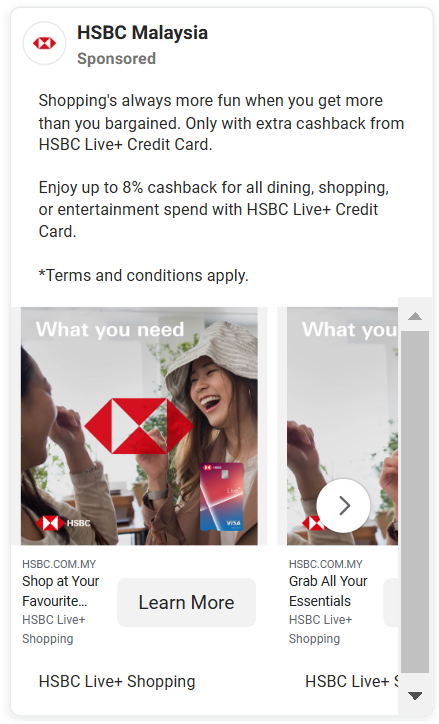 HSBC Malaysia
Sponsored
Shopping's always more fun when you get more
than you bargained. Only with extra cashback from
HSBC Live+ Credit Card.
Enjoy up to 8% cashback for all dining, shopping,
or entertainment spend with HSBC Live+ Credit
Card.
*Terms and conditions apply.
What you need
What you
HSBC
Live+
VISA
HSBC.COM.MY
Shop at Your
Favourite...
HSBC Live+
Shopping
Learn More
HSBC.COM.MY
Grab All Your
Essentials
HSBC Live+
Shopping
HSBC Live+ Shopping
HSBC Live+ S